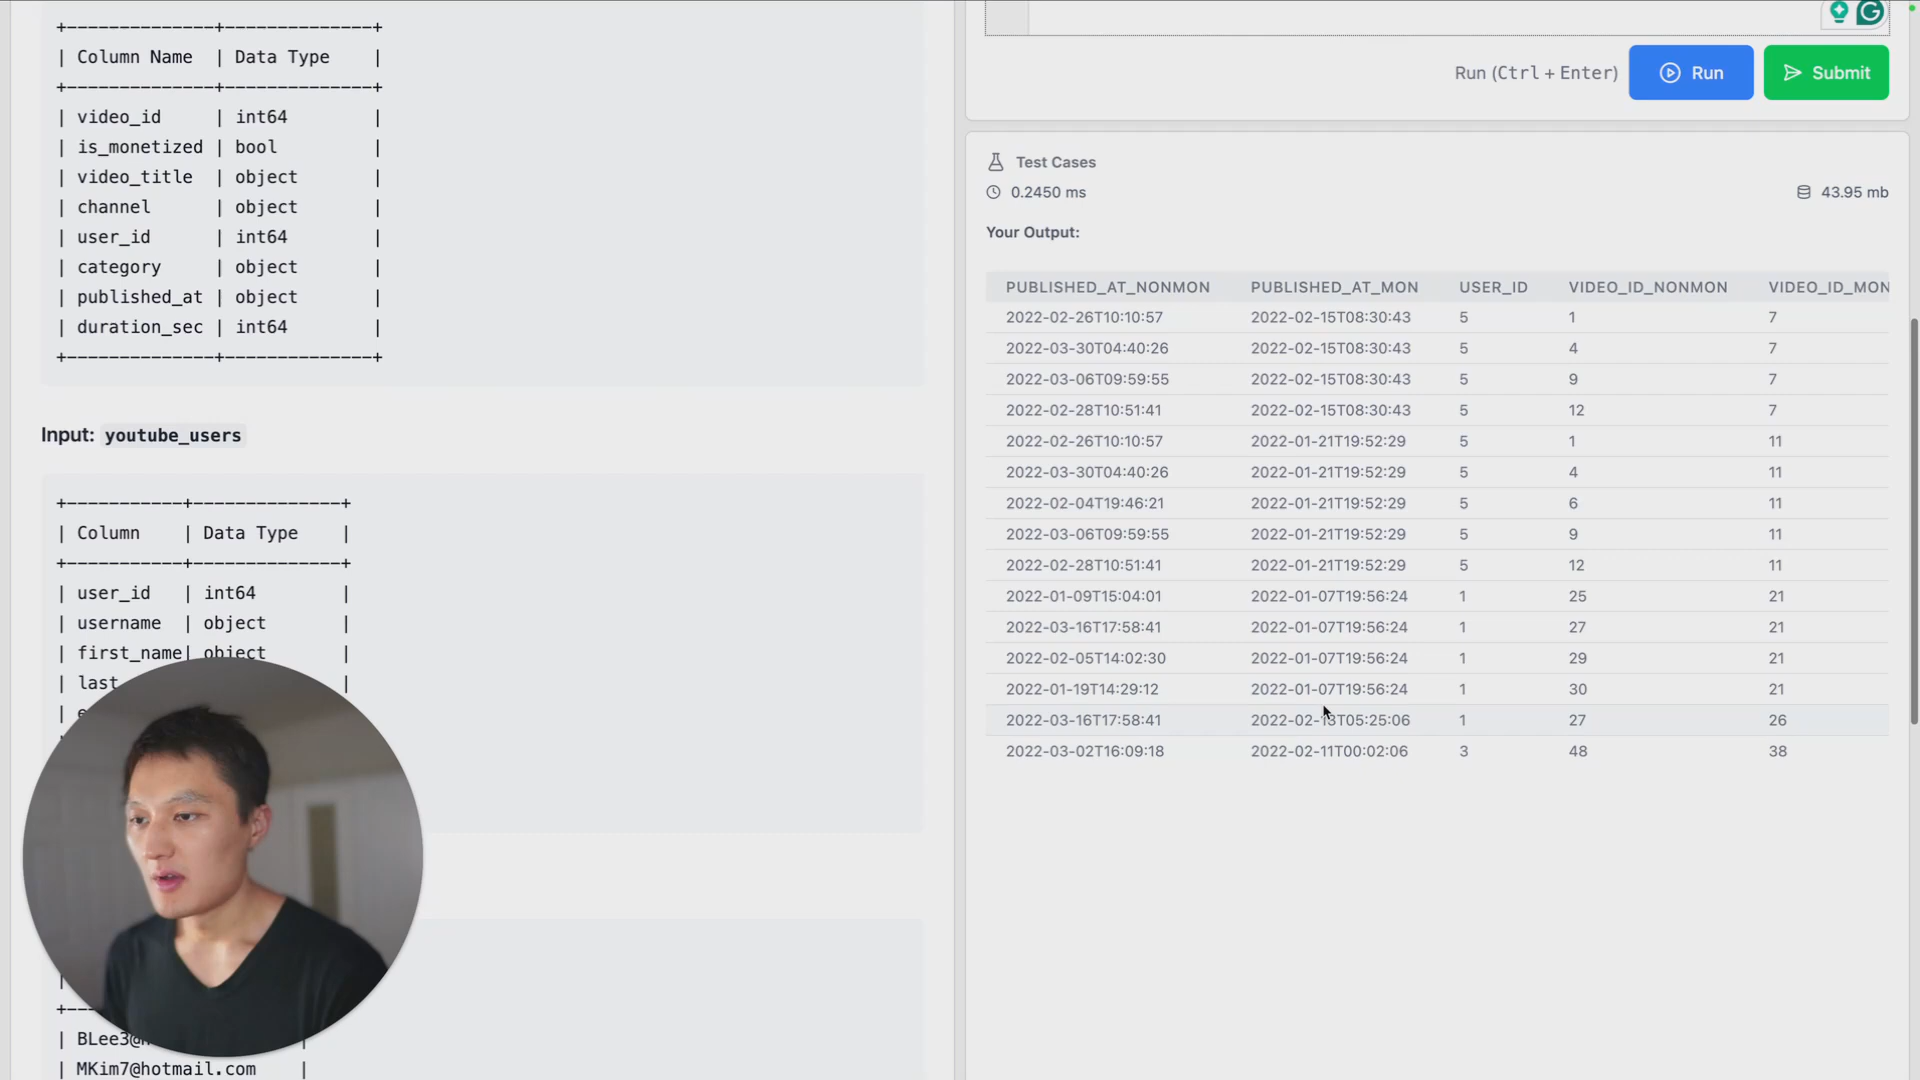 +---------------+---------------+
| Column Name | Data Type |
+---------------+---------------+
| video_id | int64 |
| is_monetized | bool |
| video_title | object |
| channel | object |
| user_id | int64 |
| category | object |
| published_at | object |
| duration_sec | int64 |
+---------------+---------------+
Input: youtube_users
+-----------+--------------+
| Column | Data Type |
+-----------+--------------+
| user_id | int64 |
| username | object |
| first_name| object |
| last |
|
| BLee3@
| MKim7@hotmail.com |
Run (Ctrl + Enter) Run Submit
Test Cases
0.2450 ms 43.95 mb
Your Output:
PUBLISHED_AT_NONMON PUBLISHED_AT_MON USER_ID VIDEO_ID_NONMON VIDEO_ID_MON
2022-02-26T10:10:57 2022-02-15T08:30:43 5 1 7
2022-03-30T04:40:26 2022-02-15T08:30:43 5 4 7
2022-03-06T09:59:55 2022-02-15T08:30:43 5 9 7
2022-02-28T10:51:41 2022-02-15T08:30:43 5 12 7
2022-02-26T10:10:57 2022-01-21T19:52:29 5 1 11
2022-03-30T04:40:26 2022-01-21T19:52:29 5 4 11
2022-02-04T19:46:21 2022-01-21T19:52:29 5 6 11
2022-03-06T09:59:55 2022-01-21T19:52:29 5 9 11
2022-02-28T10:51:41 2022-01-21T19:52:29 5 12 11
2022-01-09T15:04:01 2022-01-07T19:56:24 1 25 21
2022-03-16T17:58:41 2022-01-07T19:56:24 1 27 21
2022-02-05T14:02:30 2022-01-07T19:56:24 1 29 21
2022-01-19T14:29:12 2022-01-07T19:56:24 1 30 21
2022-03-16T17:58:41 2022-02-13T05:25:06 1 27 26
2022-03-02T16:09:18 2022-02-11T00:02:06 3 48 38